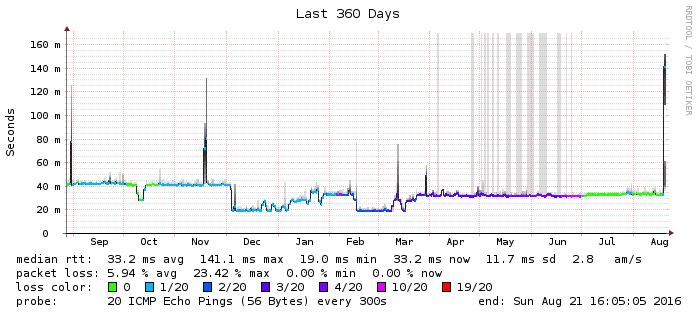 Last 360 Days
RRDTOOL / TOBI OETIKER
Seconds
160 m
140 m
120 m
100 m
80 m
60 m
40 m
20 m
0
Sep Oct Nov Dec Jan Feb Mar Apr May Jun Jul Aug
median rtt: 33.2 ms avg 141.1 ms max 19.0 ms min 33.2 ms now 11.7 ms sd 2.8 am/s
packet loss: 5.94 % avg 23.42 % max 0.00 % min 0.00 % now
loss color: 0 1/20 2/20 3/20 4/20 10/20 19/20
probe: 20 ICMP Echo Pings (56 Bytes) every 300s end: Sun Aug 21 16:05:05 2016